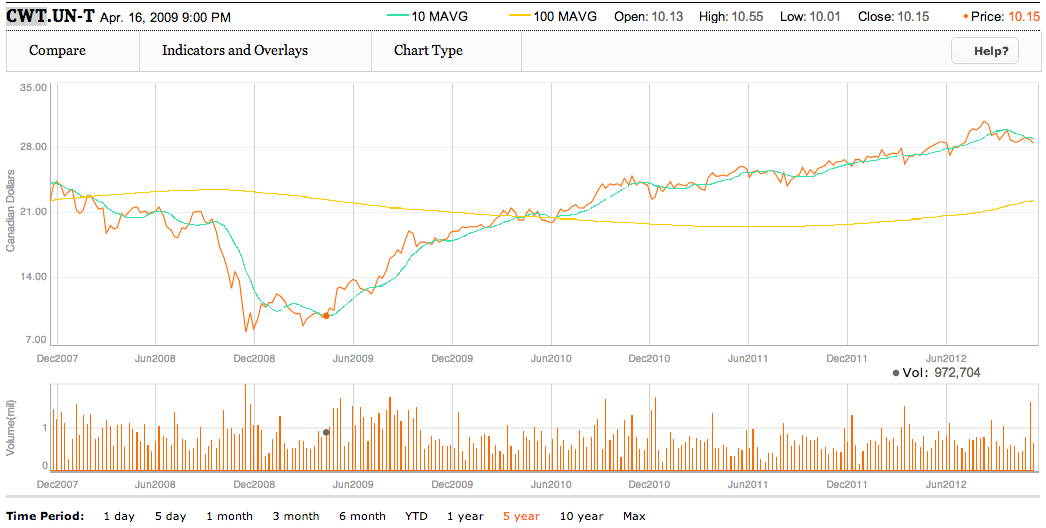 CWT.UN-T Apr. 16, 2009 9:00 PM 10 MAVG 100 MAVG Open: 10.13 High: 10.55 Low: 10.01 Close: 10.15 Price: 10.15
Compare Indicators and Overlays Chart Type Help?
35.00
28.00
21.00
14.00
7.00
Canadian Dollars
Dec2007 Jun2008 Dec2008 Jun2009 Dec2009 Jun2010 Dec2010 Jun2011 Dec2011 Jun2012
Vol: 972,704
1
0
Volume(mil)
Dec2007 Jun2008 Dec2008 Jun2009 Dec2009 Jun2010 Dec2010 Jun2011 Dec2011 Jun2012
Time Period: 1 day 5 day 1 month 3 month 6 month YTD 1 year 5 year 10 year Max